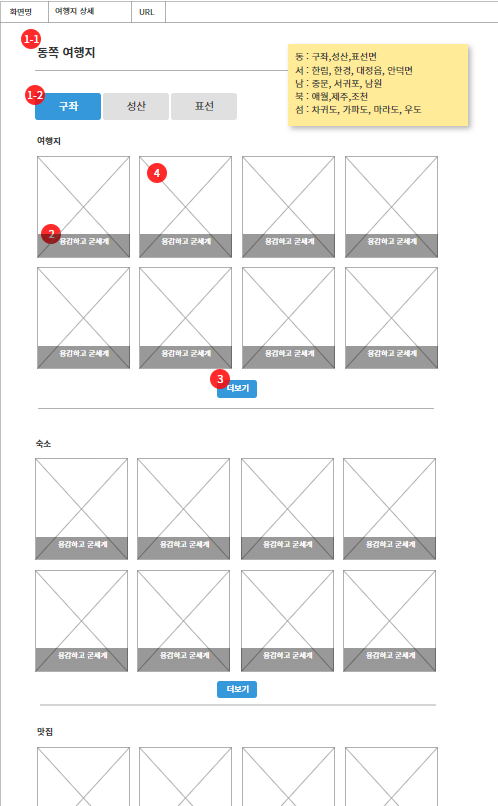 화면명 여행지 상세 URL
1-1
동쪽 여행지
동 : 구좌,성산,표선면
서 : 한림, 한경, 대정읍, 안덕면
남 : 중문, 서귀포, 남원
북 : 애월,제주,조천
섬 : 차귀도, 가파도, 마라도, 우도
1-2
구좌 성산 표선
여행지
4
2
용감하고 굳세게 용감하고 굳세게 용감하고 굳세게 용감하고 굳세게
용감하고 굳세게 용감하고 굳세게 용감하고 굳세게 용감하고 굳세게
3
더보기
숙소
용감하고 굳세게 용감하고 굳세게 용감하고 굳세게 용감하고 굳세게
용감하고 굳세게 용감하고 굳세게 용감하고 굳세게 용감하고 굳세게
더보기
맛집